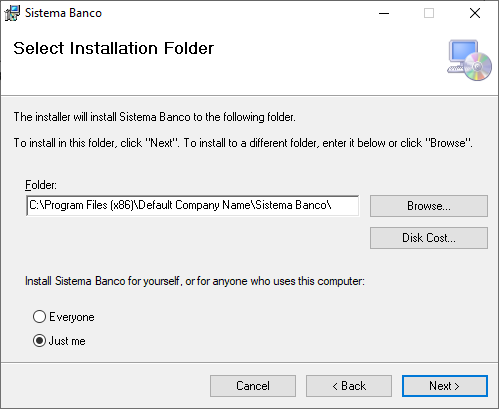 Sistema Banco
Select Installation Folder
The installer will install Sistema Banco to the following folder.
To install in this folder, click "Next". To install to a different folder, enter it below or click "Browse".
Folder:
C:\Program Files (x86)\Default Company Name\Sistema Banco\
Browse...
Disk Cost...
Install Sistema Banco for yourself, or for anyone who uses this computer:
Everyone
Just me
Cancel
< Back
Next >